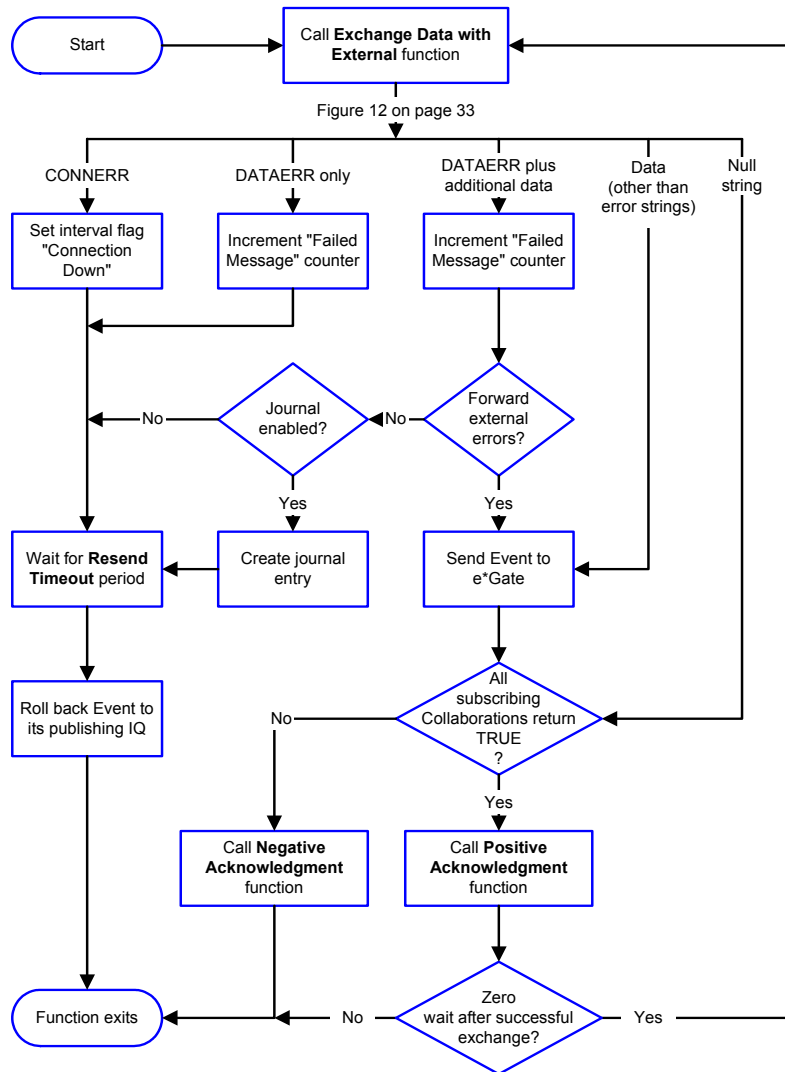 Start
Call Exchange Data with
External function
Figure 12 on page 33
CONNERR
DATAERR only
DATAERR plus
additional data
Data
(other than
error strings)
Null
string
Set interval flag
"Connection
Down"
Increment "Failed
Message" counter
Increment "Failed
Message" counter
No
Journal
enabled?
No
Forward
external
errors?
Yes
Yes
Wait for Resend
Timeout period
Create journal
entry
Send Event to
e*Gate
Roll back Event to
its publishing IQ
No
All
subscribing
Collaborations return
TRUE
?
Yes
Call Negative
Acknowledgment
function
Call Positive
Acknowledgment
function
Function exits
No
Zero
wait after successful
exchange?
Yes